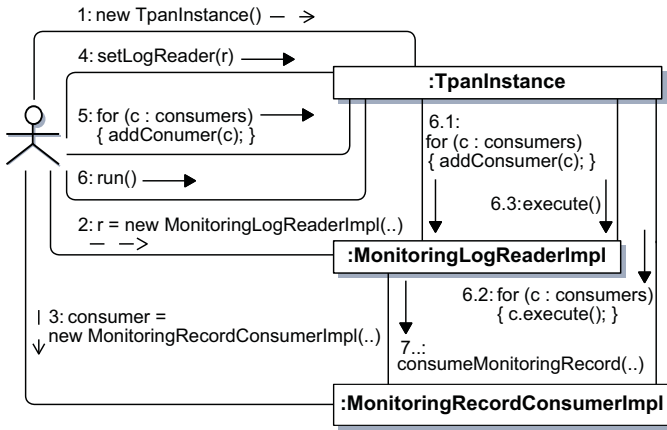 1: new TpanInstance()
4: setLogReader(r)
:TpanInstance
5: for (c : consumers)
{ addConumer(c); }
6.1:
for (c : consumers)
{ addConsumer(c); }
6: run()
6.3: execute()
2: r = new MonitoringLogReaderImpl(..)
:MonitoringLogReaderImpl
6.2: for (c : consumers)
{ c.execute(); }
3: consumer =
new MonitoringRecordConsumerImpl(..)
7..:
consumeMonitoringRecord(..)
:MonitoringRecordConsumerImpl